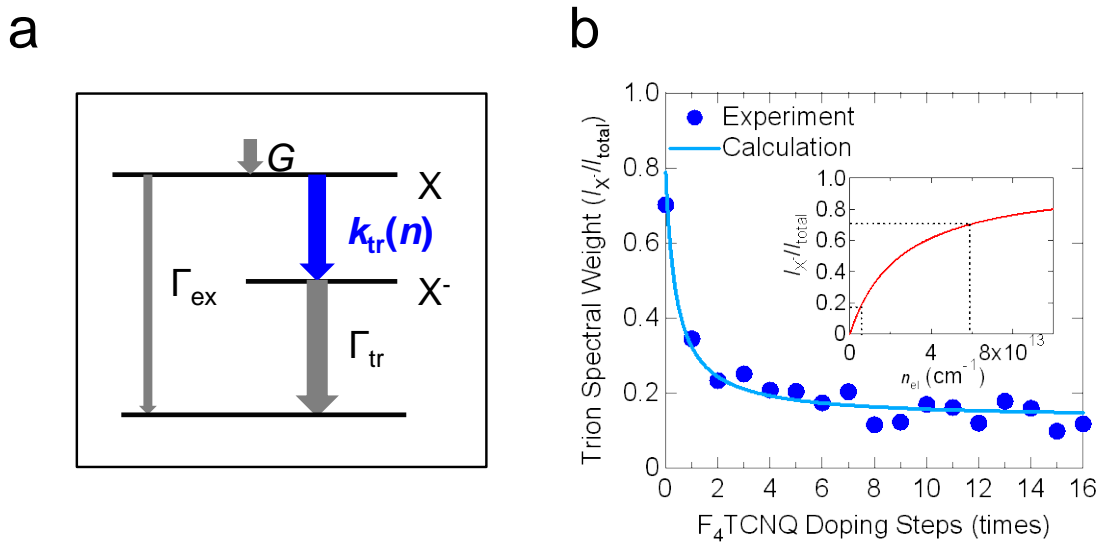 a
G
X
k_tr(n)
X-
Γex
Γtr
b
Trion Spectral Weight (I_X-/I_total)
1.0
0.8
0.6
0.4
0.2
0
Experiment
Calculation
I_X-/I_total
1.0
0.8
0.6
0.4
0.2
0
0
4
8x10^13
n_el (cm^-1)
0
2
4
6
8
10
12
14
16
F4TCNQ Doping Steps (times)